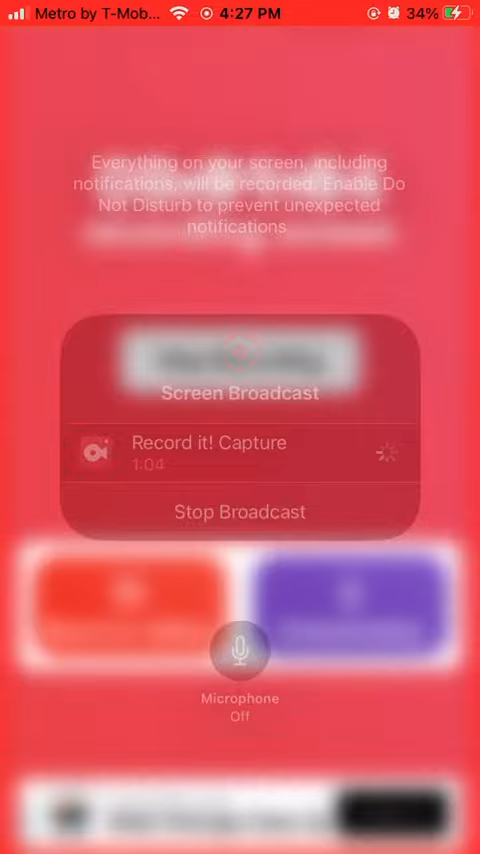 Metro by T-Mob... 4:27 PM 34%
Everything on your screen, including
notifications, will be recorded. Enable Do
Not Disturb to prevent unexpected
notifications
Screen Broadcast
Record it! Capture
1:04
Stop Broadcast
Microphone
Off